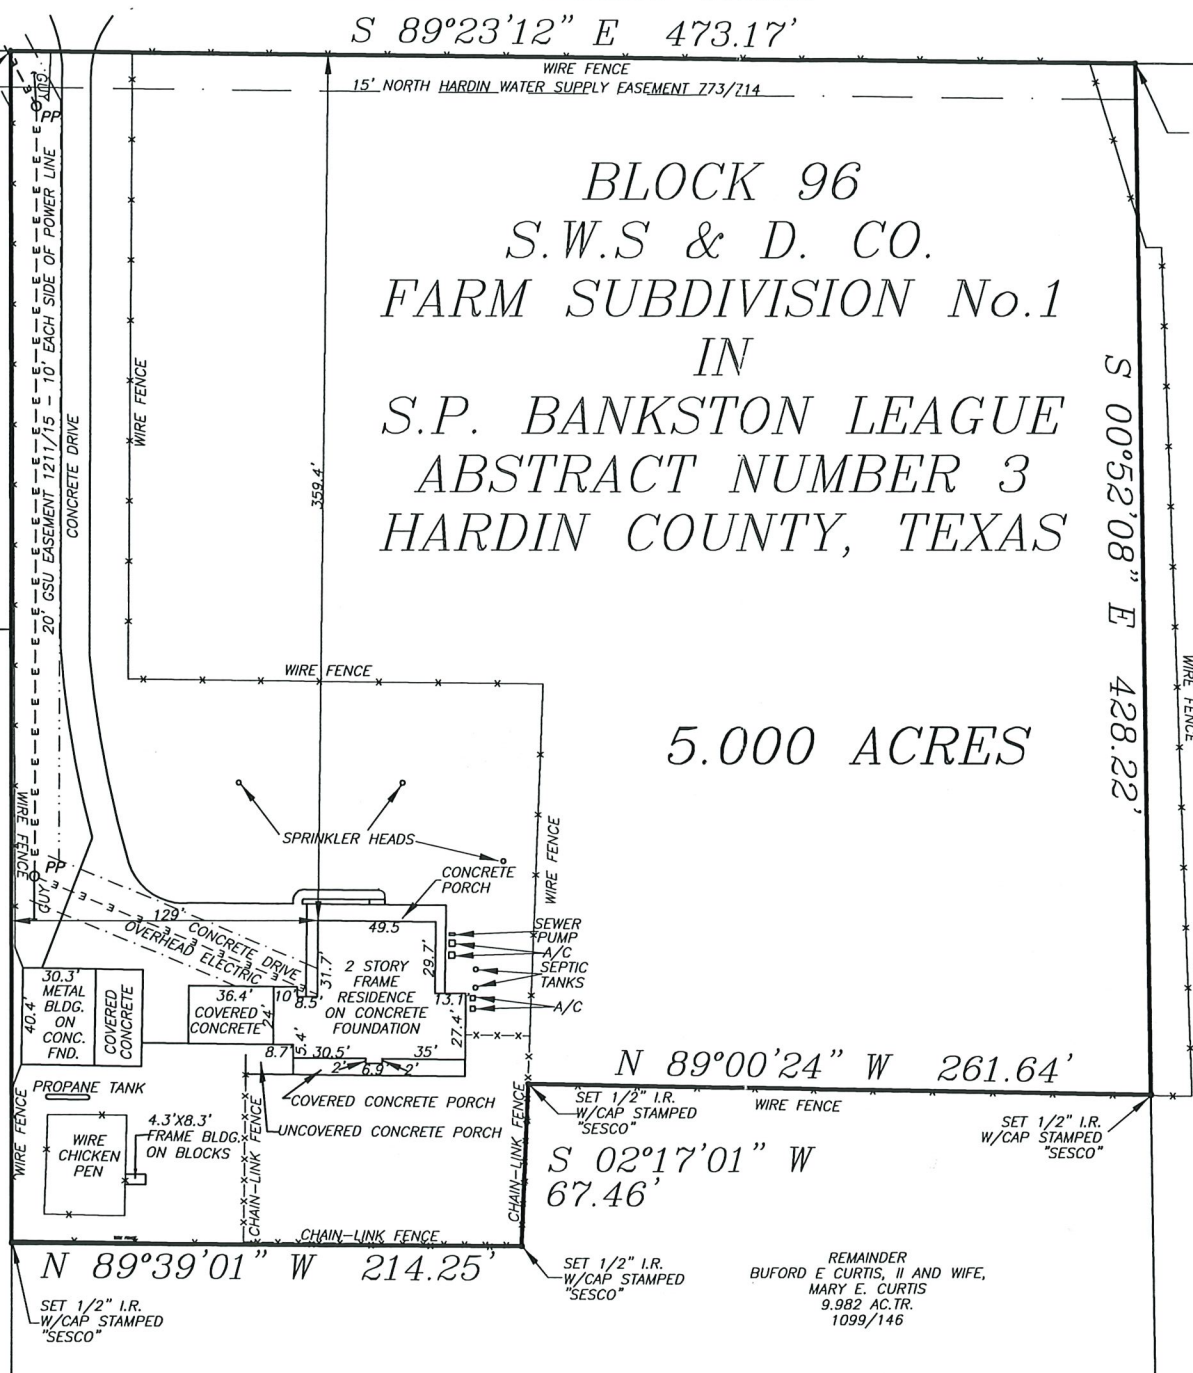 S 89°23'12" E 473.17'
WIRE FENCE
15' NORTH HARDIN WATER SUPPLY EASEMENT 773/714
GUY
PP
BLOCK 96
S.W.S & D. CO.
FARM SUBDIVISION No.1
IN
S.P. BANKSTON LEAGUE
ABSTRACT NUMBER 3
HARDIN COUNTY, TEXAS
20' GSU EASEMENT 1211/15 - 10' EACH SIDE OF POWER LINE
CONCRETE DRIVE
WIRE FENCE
359.4'
S 00°52'08" E 428.22'
WIRE FENCE
WIRE FENCE
5.000 ACRES
WIRE FENCE
SPRINKLER HEADS
WIRE FENCE
PP
GUY
CONCRETE
PORCH
129'
CONCRETE DRIVE
OVERHEAD ELECTRIC
49.5
31.7'
29.7'
SEWER
PUMP
A/C
SEPTIC
TANKS
A/C
2 STORY
FRAME
RESIDENCE
ON CONCRETE
FOUNDATION
30.3'
METAL
BLDG.
ON
CONC.
FND.
40.4'
COVERED
CONCRETE
36.4'
COVERED
CONCRETE
24'
10'
8.5'
13.1'
27.4'
8.7'
5.4'
30.5'
35'
2'
6.9'
2'
N 89°00'24" W 261.64'
WIRE FENCE
PROPANE TANK
COVERED CONCRETE PORCH
UNCOVERED CONCRETE PORCH
SET 1/2" I.R.
W/CAP STAMPED
"SESCO"
SET 1/2" I.R.
W/CAP STAMPED
"SESCO"
4.3'X8.3'
FRAME BLDG.
ON BLOCKS
WIRE
CHICKEN
PEN
WIRE FENCE
CHAIN-LINK FENCE
CHAIN-LINK FENCE
S 02°17'01" W
67.46'
CHAIN-LINK FENCE
N 89°39'01" W 214.25'
SET 1/2" I.R.
W/CAP STAMPED
"SESCO"
SET 1/2" I.R.
W/CAP STAMPED
"SESCO"
REMAINDER
BUFORD E CURTIS, II AND WIFE,
MARY E. CURTIS
9.982 AC.TR.
1099/146